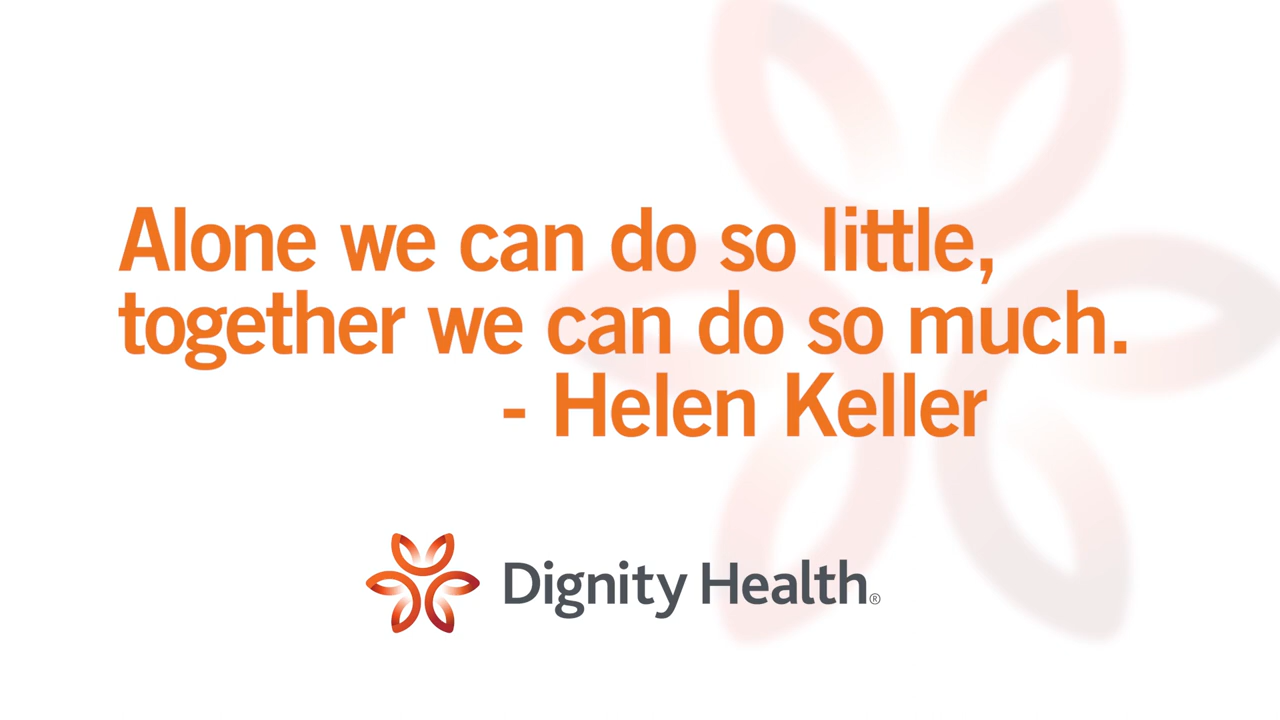 Alone we can do so little,
together we can do so much.
- Helen Keller
Dignity Health®